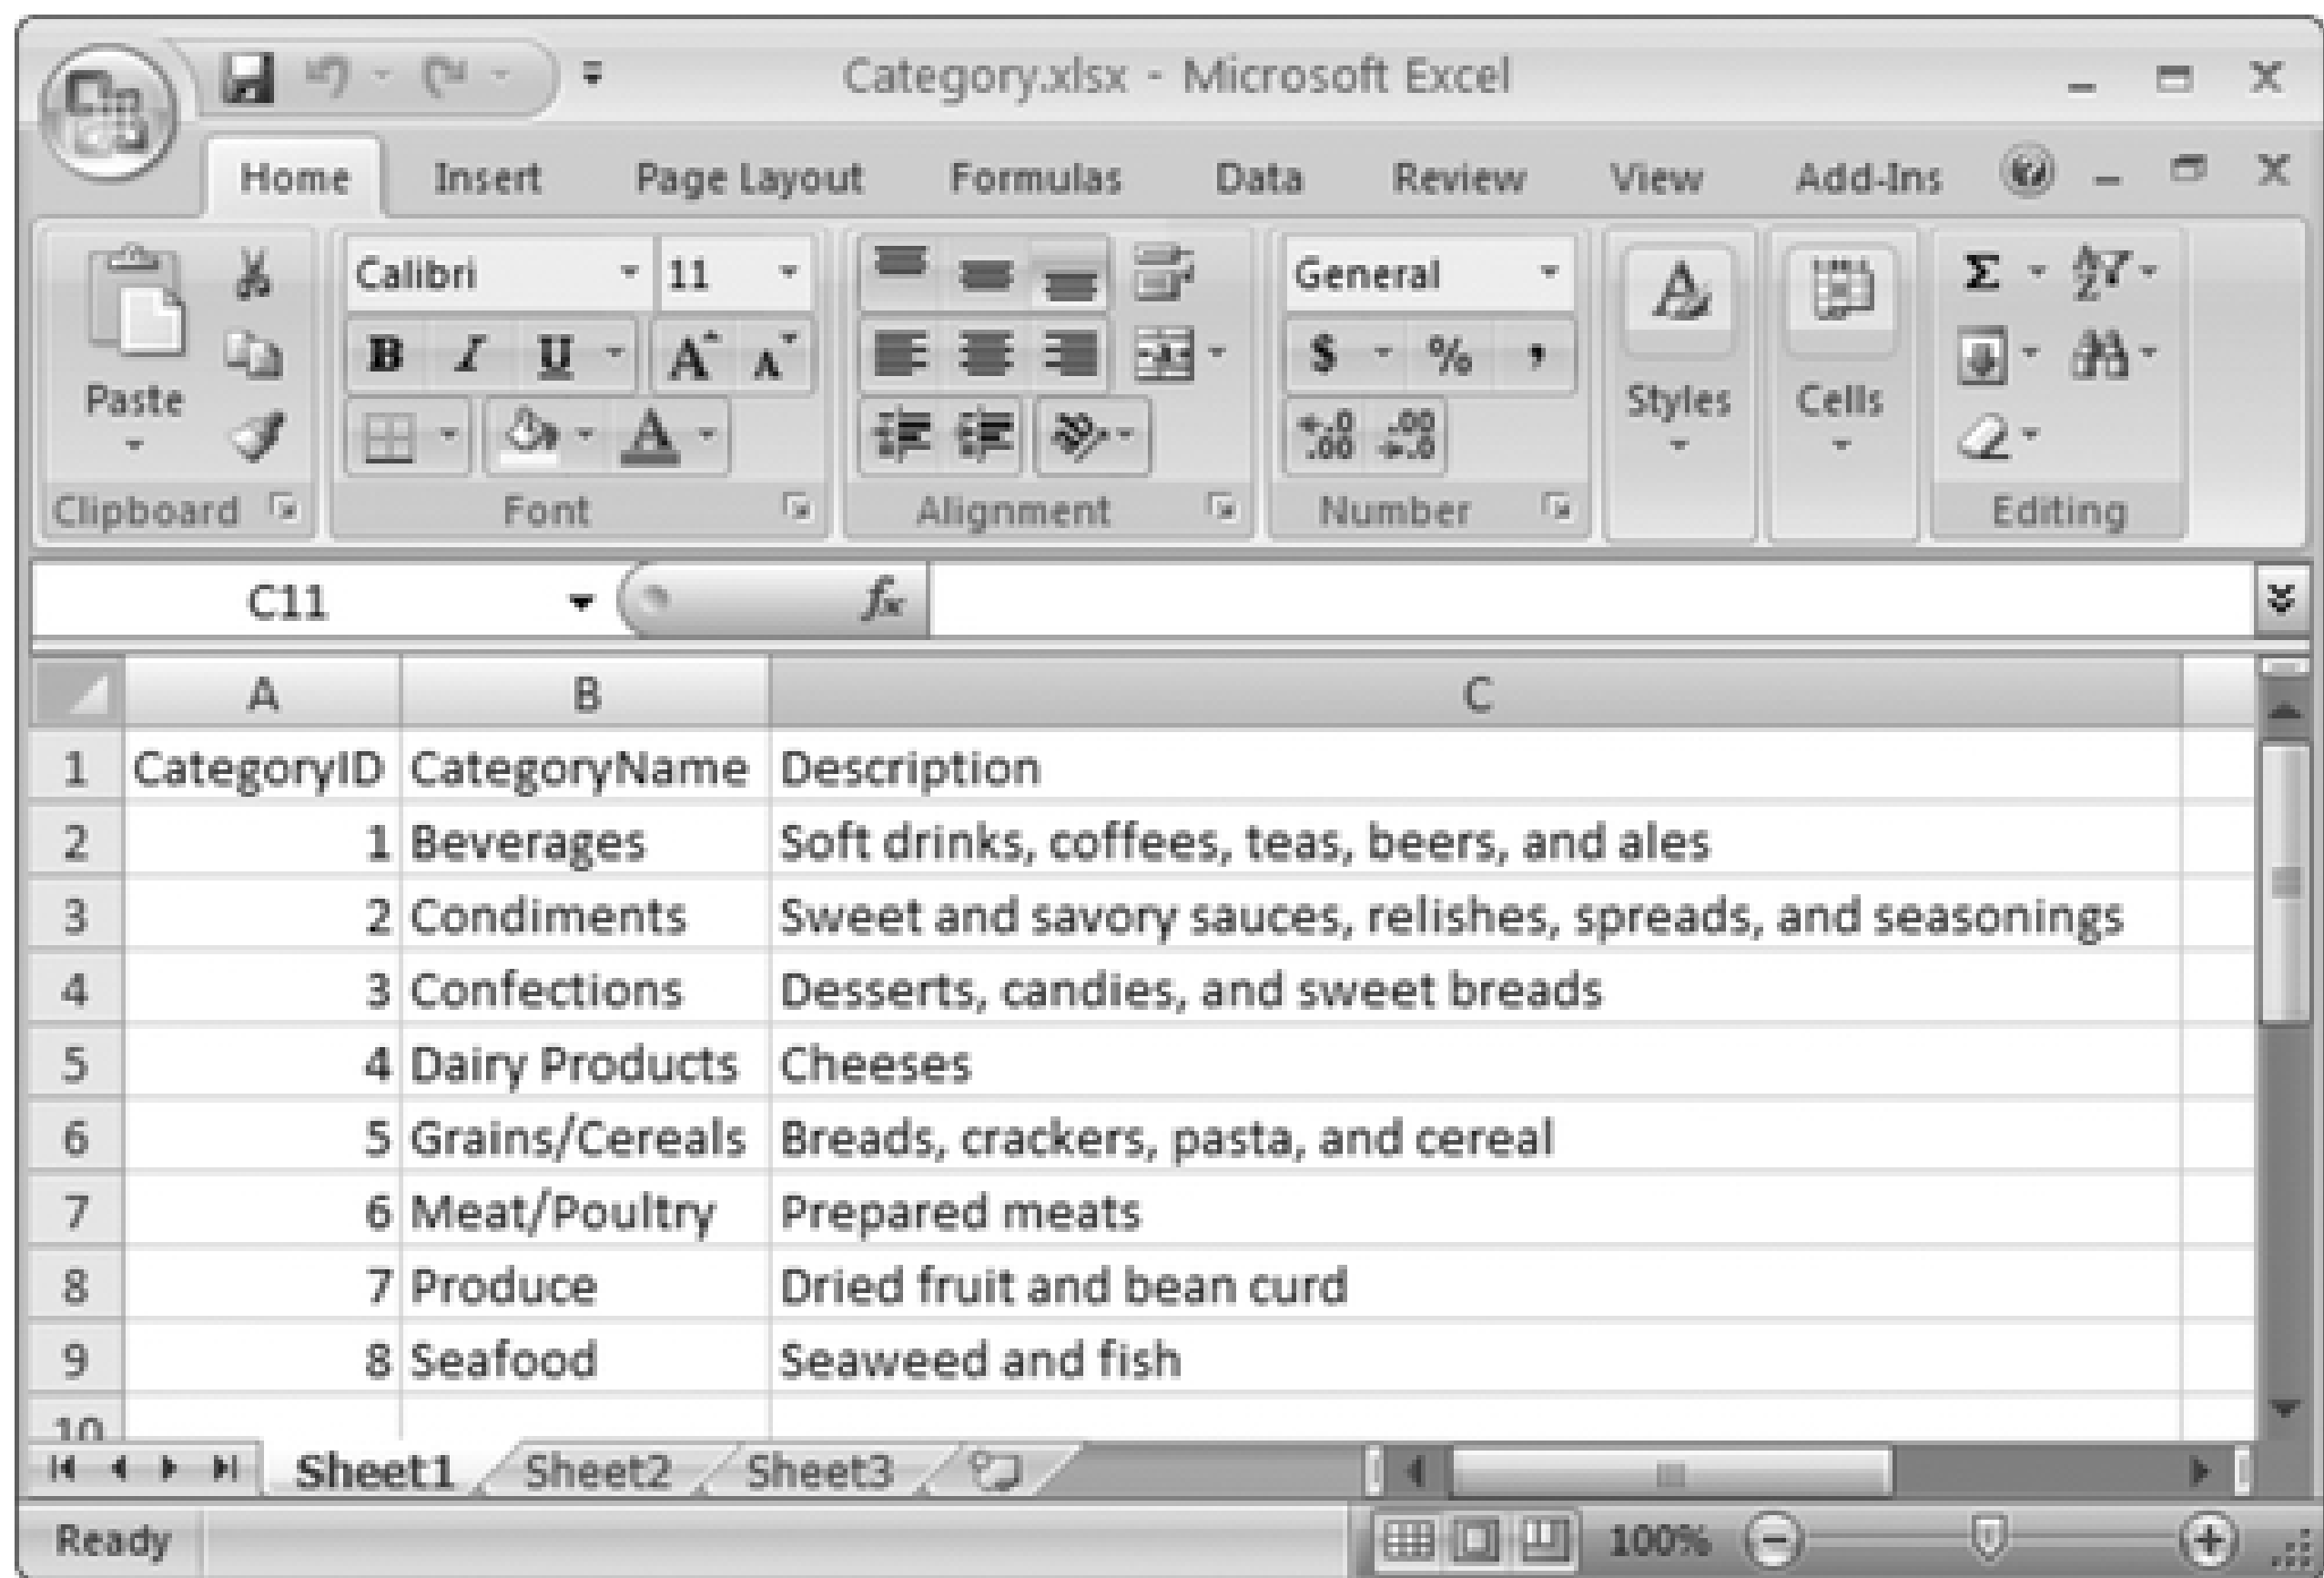 Category.xlsx - Microsoft Excel
Home Insert Page Layout Formulas Data Review View Add-Ins
Calibri 11 General
B I U A A $ % ,
Paste Styles Cells
A .0 .00 .00 .0
Clipboard Font Alignment Number Editing
C11 fx
A B C
1 CategoryID CategoryName Description
2 1 Beverages Soft drinks, coffees, teas, beers, and ales
3 2 Condiments Sweet and savory sauces, relishes, spreads, and seasonings
4 3 Confections Desserts, candies, and sweet breads
5 4 Dairy Products Cheeses
6 5 Grains/Cereals Breads, crackers, pasta, and cereal
7 6 Meat/Poultry Prepared meats
8 7 Produce Dried fruit and bean curd
9 8 Seafood Seaweed and fish
10
Sheet1 Sheet2 Sheet3
Ready 100%